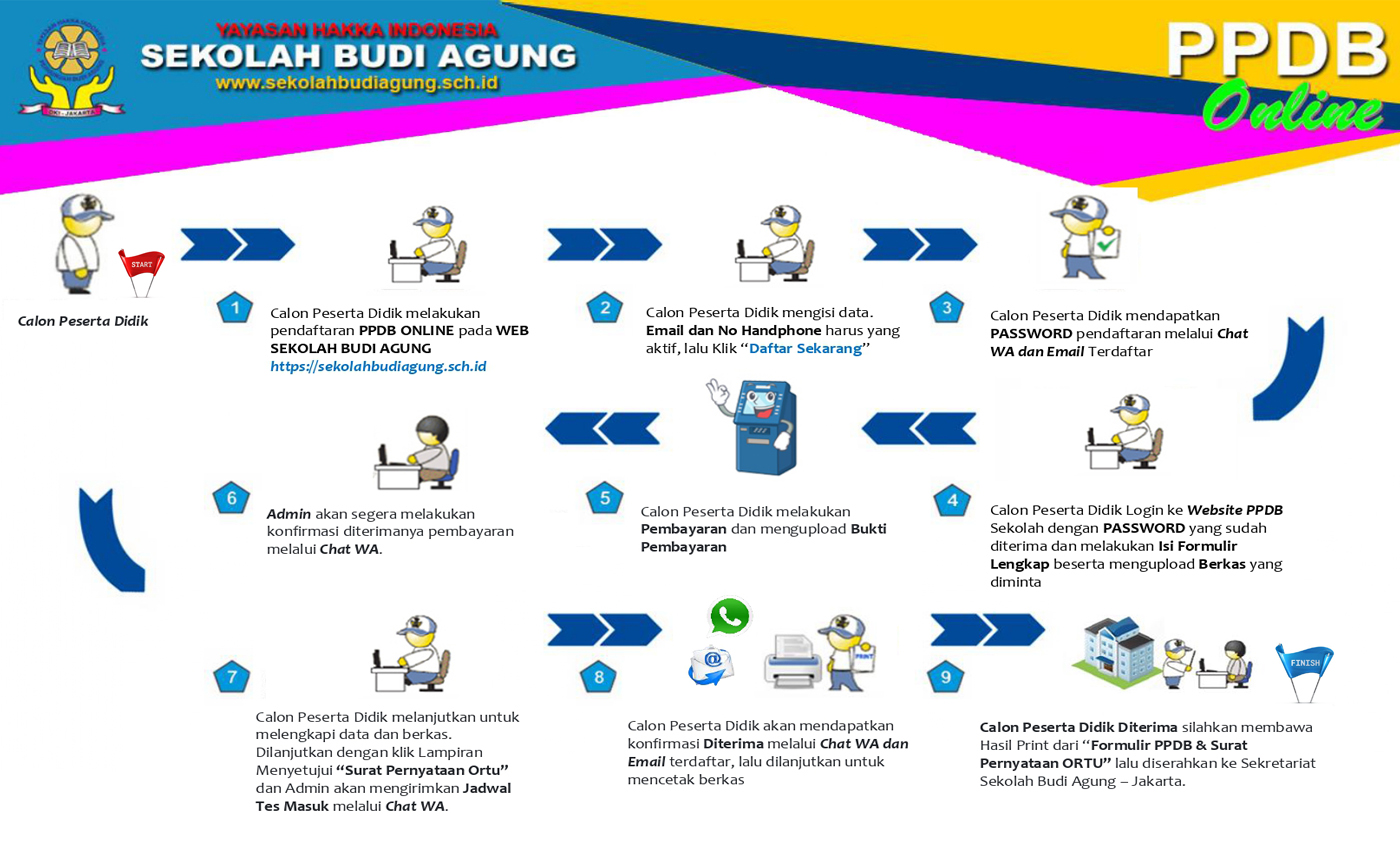 YAYASAN HAKKA INDONESIA
SEKOLAH BUDI AGUNG
www.sekolahbudiagung.sch.id
DKI - JAKARTA
PPDB
Online
START
Calon Peserta Didik
1
Calon Peserta Didik melakukan
pendaftaran PPDB ONLINE pada WEB
SEKOLAH BUDI AGUNG
https://sekolahbudiagung.sch.id
2
Calon Peserta Didik mengisi data.
Email dan No Handphone harus yang
aktif, lalu Klik “Daftar Sekarang”
3
Calon Peserta Didik mendapatkan
PASSWORD pendaftaran melalui Chat
WA dan Email Terdaftar
4
Calon Peserta Didik Login ke Website PPDB
Sekolah dengan PASSWORD yang sudah
diterima dan melakukan Isi Formulir
Lengkap beserta mengupload Berkas yang
diminta
5
Calon Peserta Didik melakukan
Pembayaran dan mengupload Bukti
Pembayaran
6
Admin akan segera melakukan
konfirmasi diterimanya pembayaran
melalui Chat WA.
7
Calon Peserta Didik melanjutkan untuk
melengkapi data dan berkas.
Dilanjutkan dengan klik Lampiran
Menyetujui “Surat Pernyataan Ortu”
dan Admin akan mengirimkan Jadwal
Tes Masuk melalui Chat WA.
8
@
PRINT
Calon Peserta Didik akan mendapatkan
konfirmasi Diterima melalui Chat WA dan
Email terdaftar, lalu dilanjutkan untuk
mencetak berkas
9
FINISH
Calon Peserta Didik Diterima silahkan membawa
Hasil Print dari “Formulir PPDB & Surat
Pernyataan ORTU” lalu diserahkan ke Sekretariat
Sekolah Budi Agung – Jakarta.